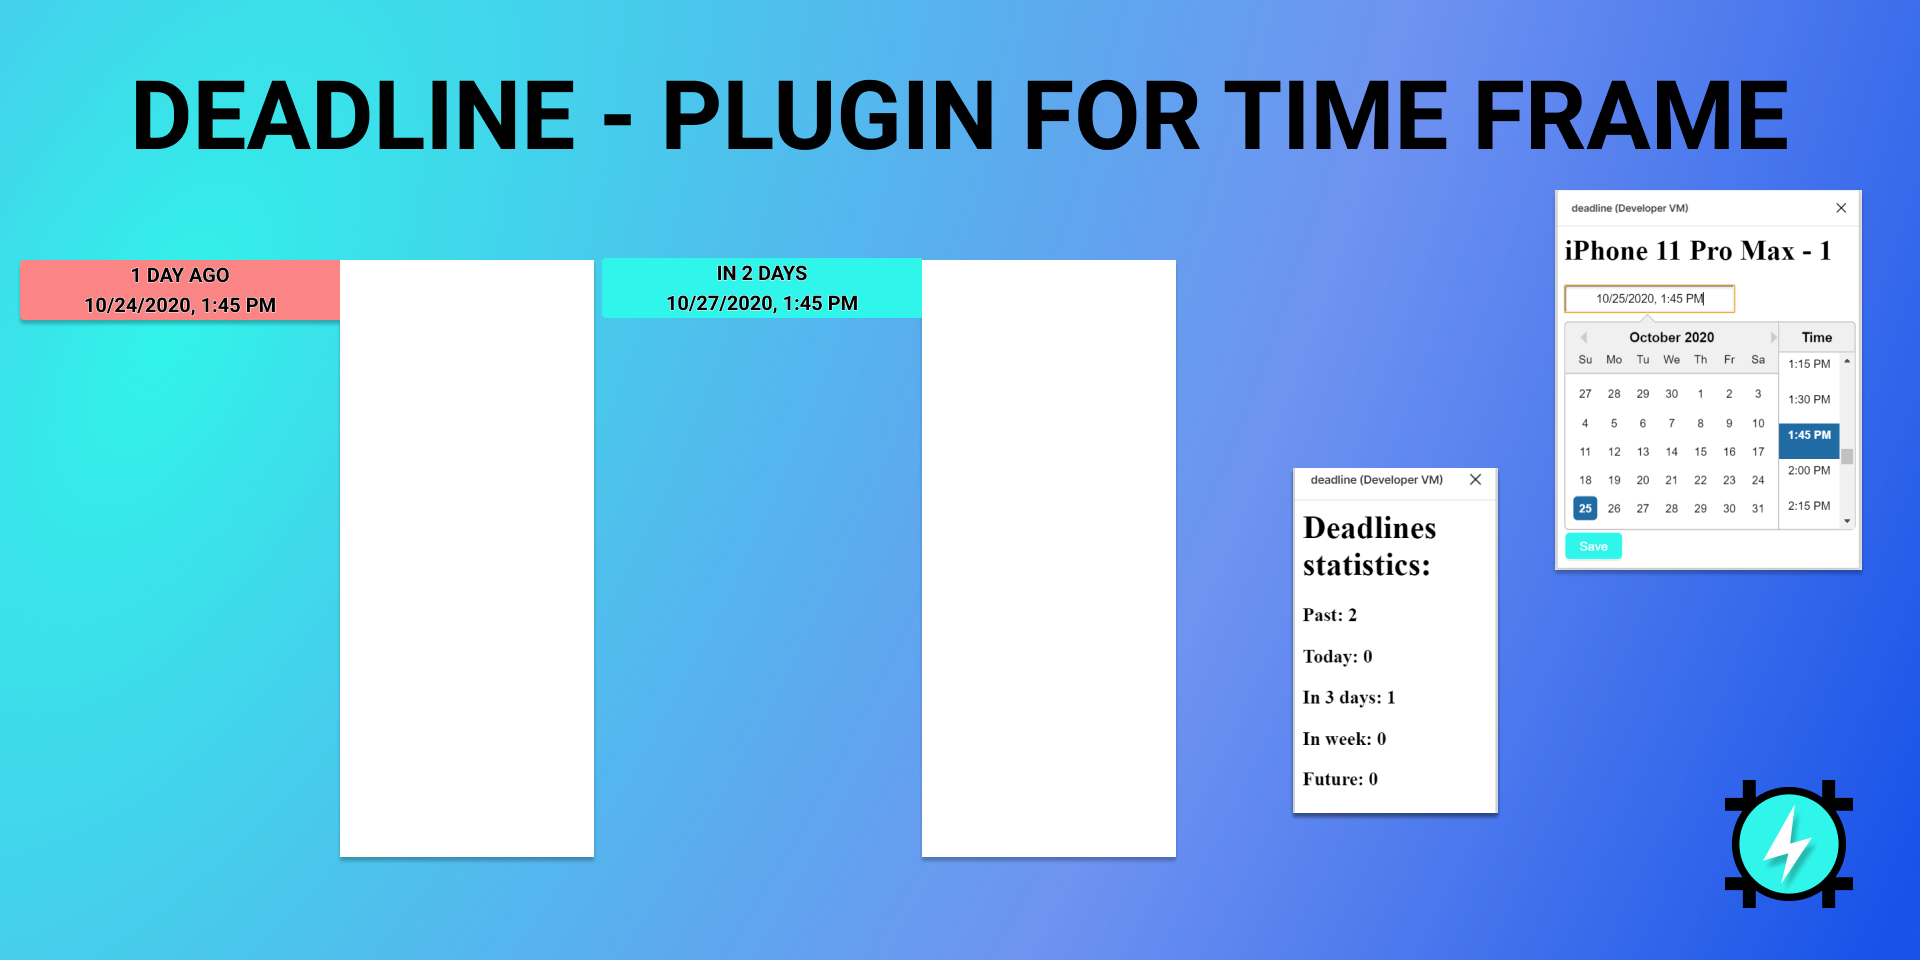 DEADLINE - PLUGIN FOR TIME FRAME
1 DAY AGO
10/24/2020, 1:45 PM
IN 2 DAYS
10/27/2020, 1:45 PM
deadline (Developer VM)
Deadlines
statistics:
Past: 2
Today: 0
In 3 days: 1
In week: 0
Future: 0
deadline (Developer VM)
iPhone 11 Pro Max - 1
10/25/2020, 1:45 PM
October 2020
Su Mo Tu We Th Fr Sa
27 28 29 30 1 2 3
4 5 6 7 8 9 10
11 12 13 14 15 16 17
18 19 20 21 22 23 24
25 26 27 28 29 30 31
Time
1:15 PM
1:30 PM
1:45 PM
2:00 PM
2:15 PM
Save